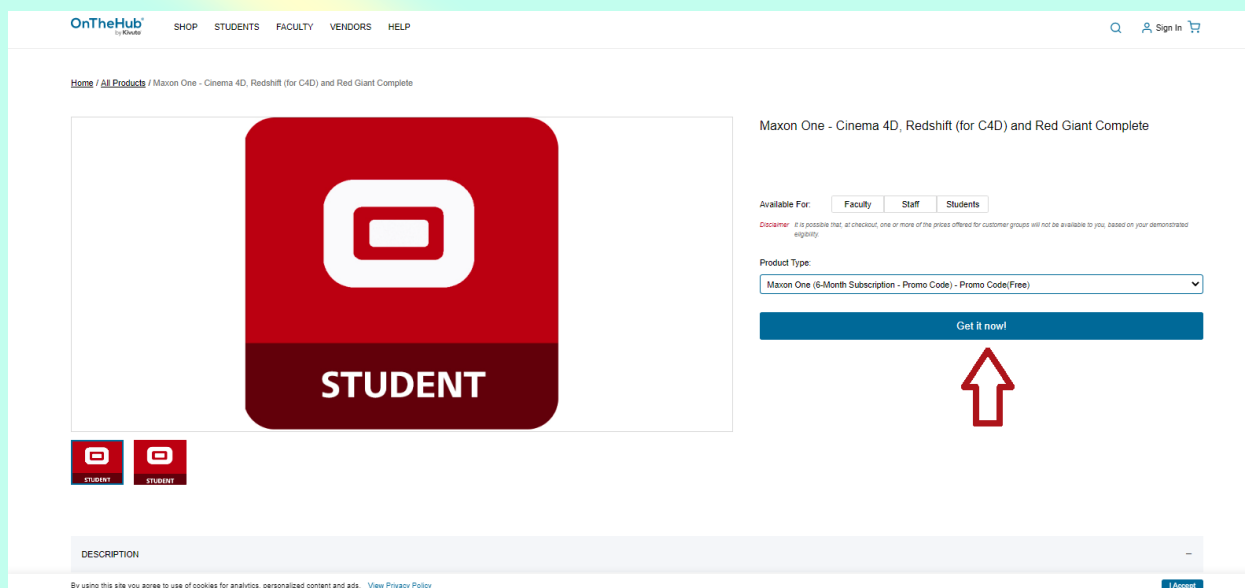 OnTheHub
by Kivuto
SHOP STUDENTS FACULTY VENDORS HELP
Sign In
Home / All Products / Maxon One - Cinema 4D, Redshift (for C4D) and Red Giant Complete
Maxon One - Cinema 4D, Redshift (for C4D) and Red Giant Complete
Available For: Faculty Staff Students
Disclaimer It is possible that, at checkout, one or more of the prices offered for customer groups will not be available to you, based on your demonstrated
eligibility.
Product Type:
Maxon One (6-Month Subscription - Promo Code) - Promo Code(Free)
Get it now!
STUDENT
STUDENT STUDENT
DESCRIPTION
By using this site you agree to use of cookies for analytics, personalized content and ads. View Privacy Policy
I Accept